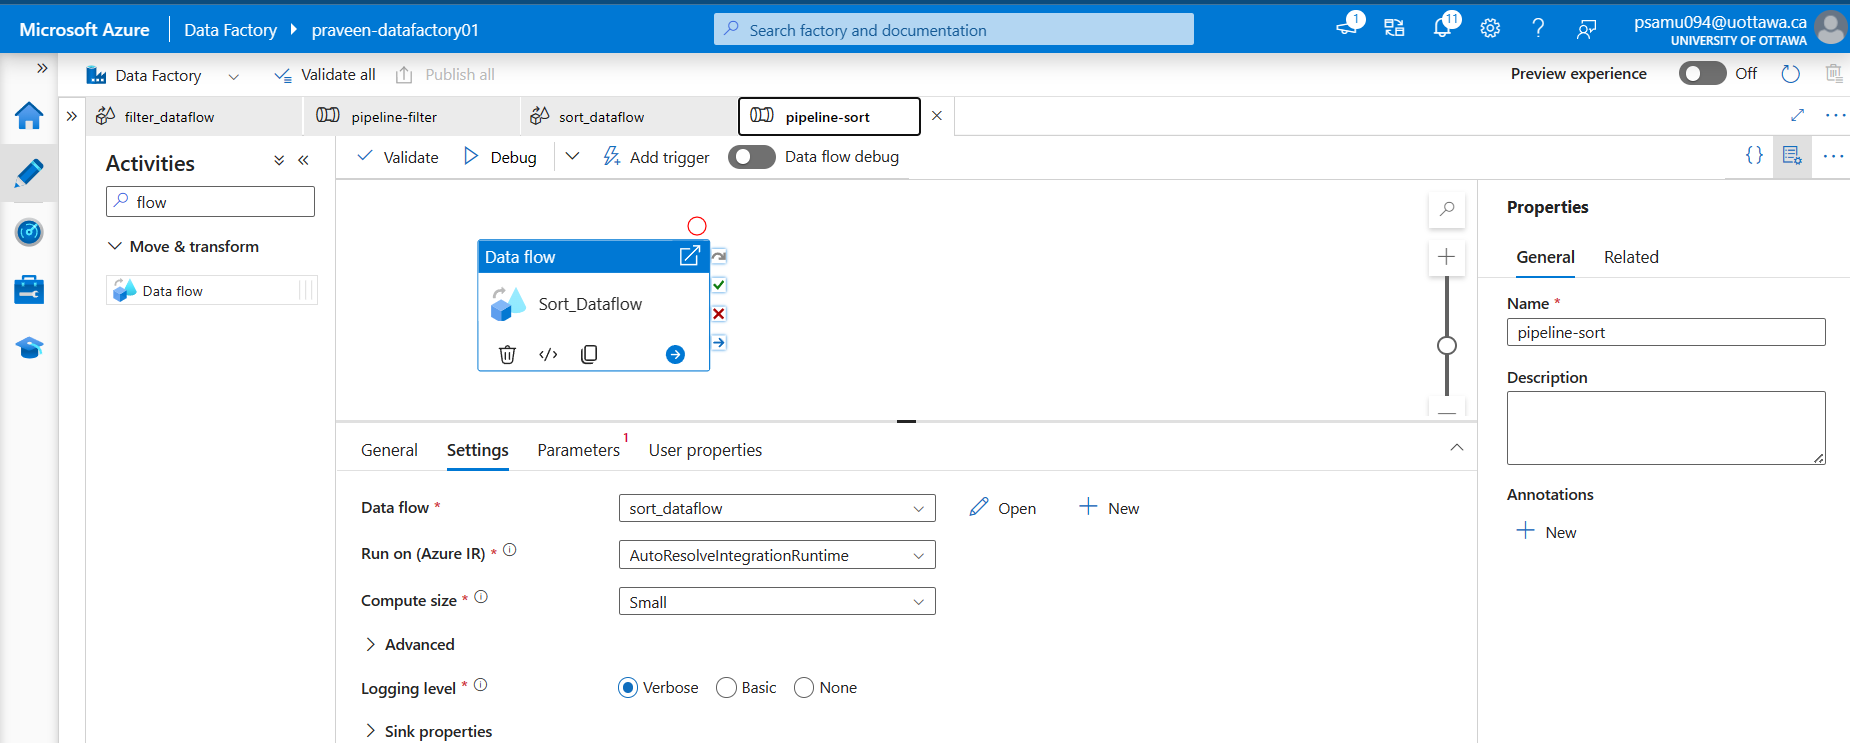 Microsoft Azure Data Factory praveen-datafactory01 Search factory and documentation 1 11 psamu094@uottawa.ca
UNIVERSITY OF OTTAWA
Data Factory Validate all Publish all Preview experience Off
filter_dataflow pipeline-filter sort_dataflow pipeline-sort
Activities
flow
Move & transform
Data flow
Validate Debug Add trigger Data flow debug
{}
Data flow
Sort_Dataflow
</>
General Settings Parameters 1 User properties
Data flow * sort_dataflow Open New
Run on (Azure IR) * AutoResolveIntegrationRuntime
Compute size * Small
Advanced
Logging level * Verbose Basic None
Sink properties
Properties
General Related
Name *
pipeline-sort
Description
Annotations
New